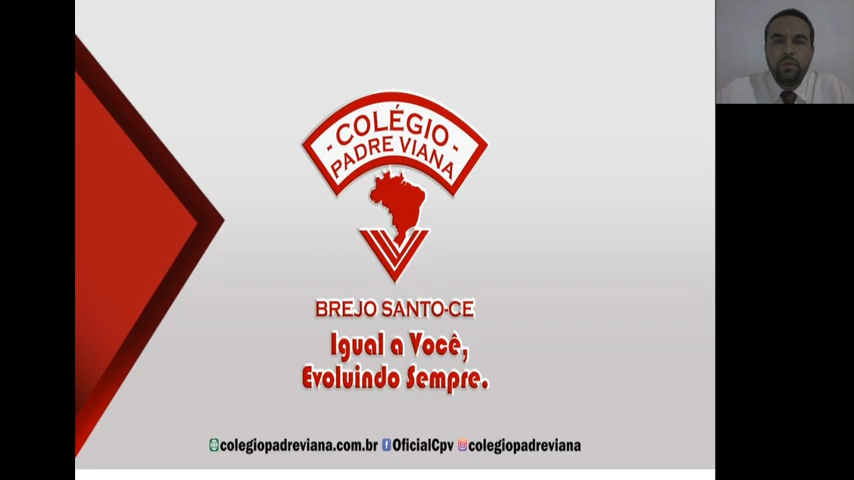 - COLÉGIO -
PADRE VIANA
BREJO SANTO-CE
Igual a Você,
Evoluindo Sempre.
colegiopadreviana.com.br OficialCpv colegiopadreviana